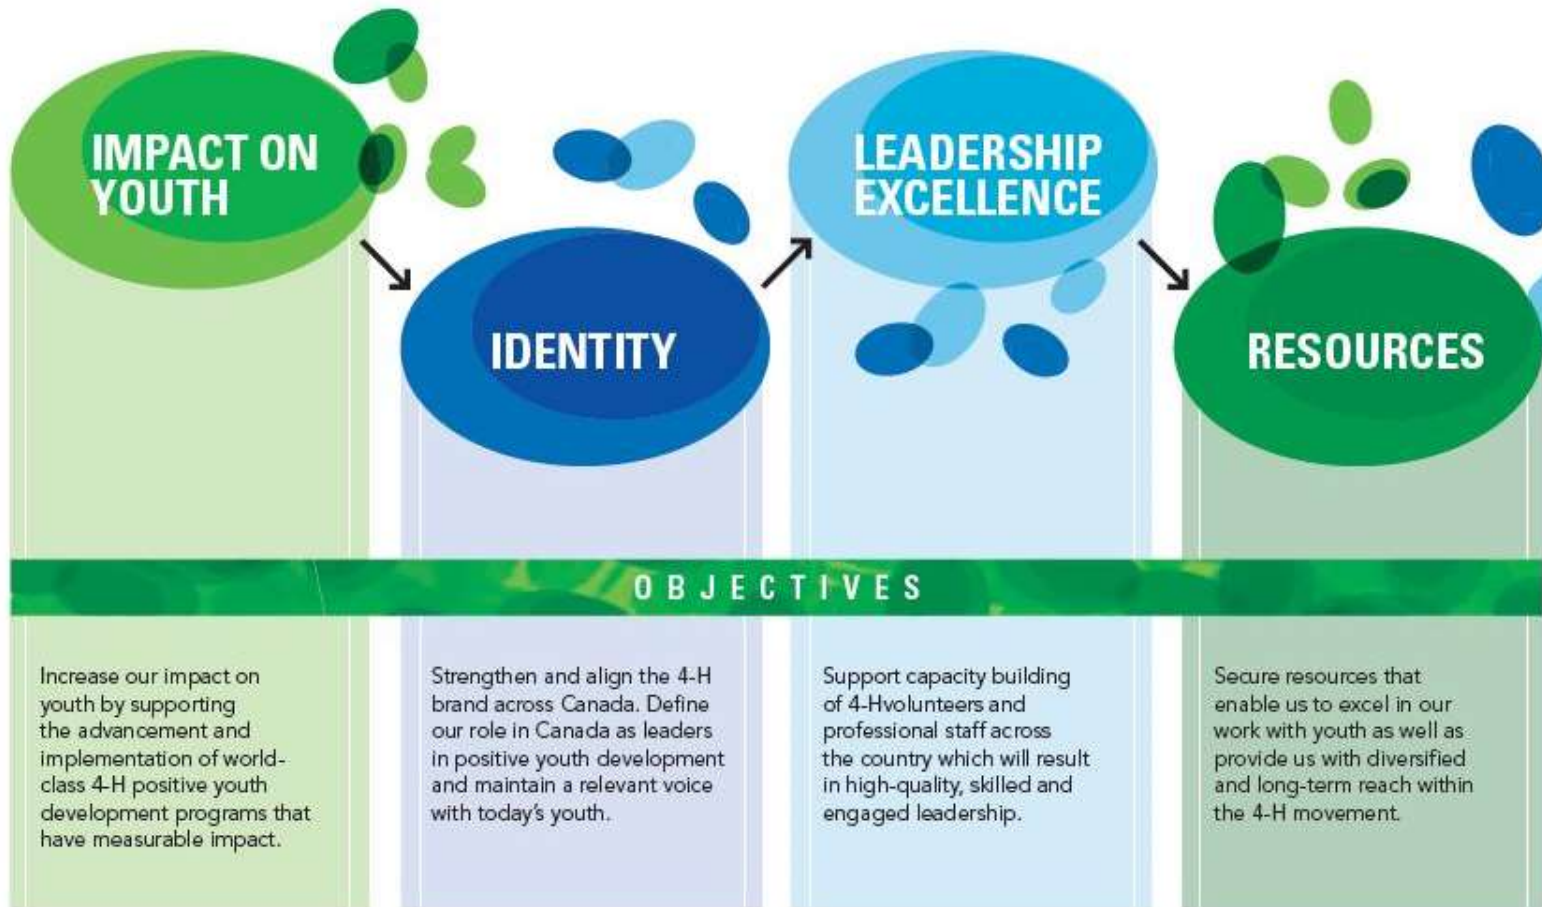 IMPACT ON
YOUTH
IDENTITY
LEADERSHIP
EXCELLENCE
RESOURCES
OBJECTIVES
Increase our impact on
youth by supporting
the advancement and
implementation of world-
class 4-H positive youth
development programs that
have measurable impact.
Strengthen and align the 4-H
brand across Canada. Define
our role in Canada as leaders
in positive youth development
and maintain a relevant voice
with today's youth.
Support capacity building
of 4-Hvolunteers and
professional staff across
the country which will result
in high-quality, skilled and
engaged leadership.
Secure resources that
enable us to excel in our
work with youth as well as
provide us with diversified
and long-term reach within
the 4-H movement.